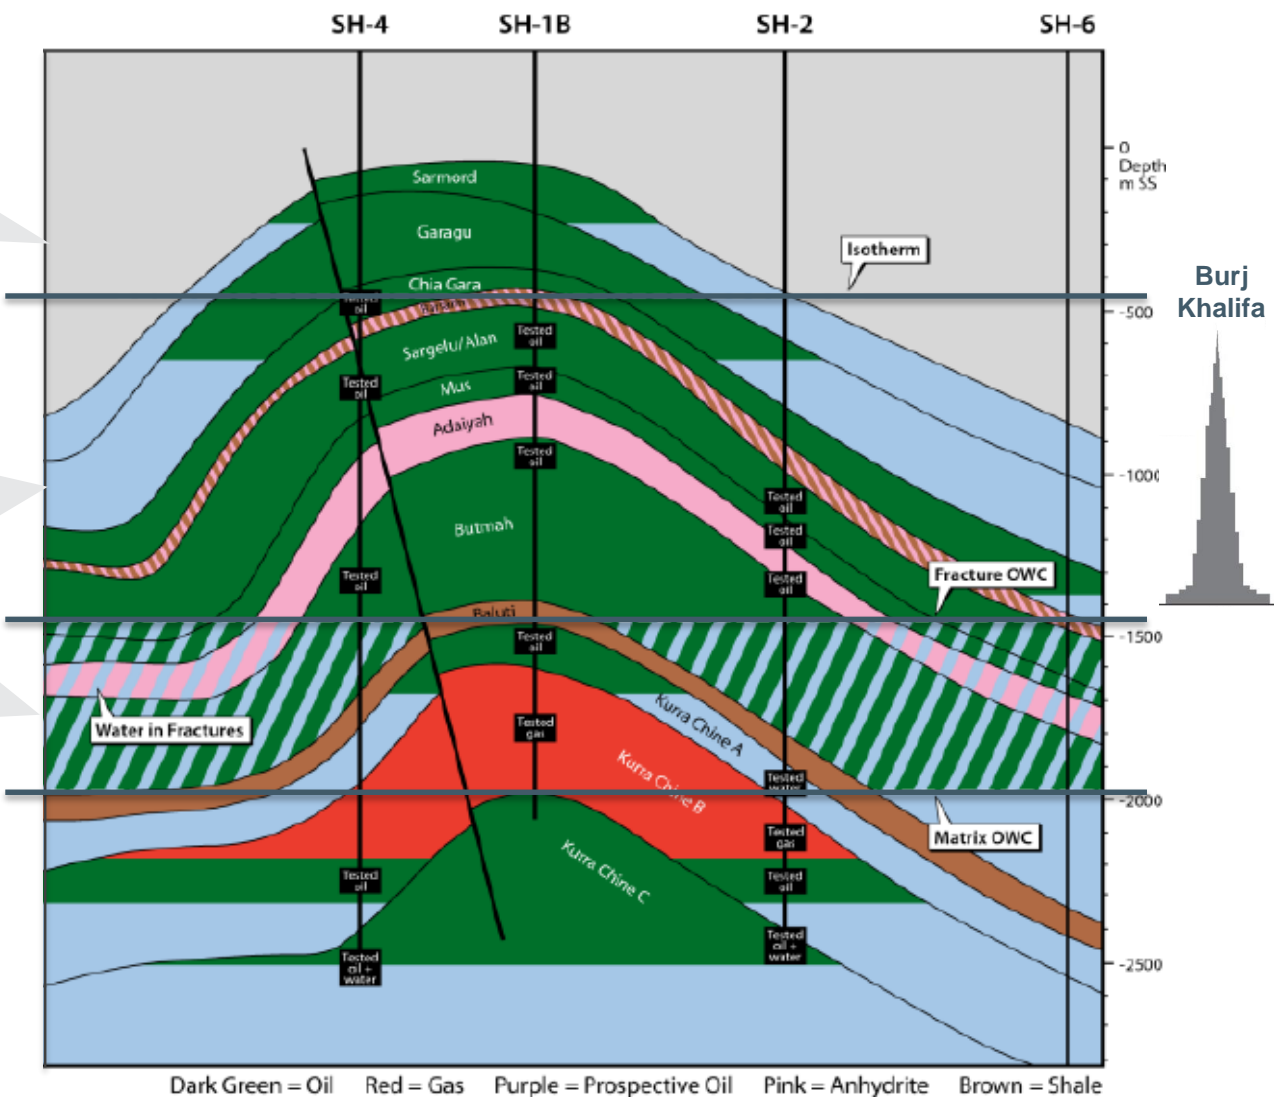 SH-4 SH-1B SH-2 SH-6
0
Depth
m SS
Sarmord
Garagu
Isotherm
Burj
Khalifa
Chia Gara
oil
-500
Tested
oil
Sargelu/Alan
Tested
oil
Mus
Tested
oil
Adaiyah
Tested
oil
-1000
Tested
oil
Butmah
Tested
oil
Tested
oil
Tested
oil
Fracture OWC
Baluti
-1500
Tested
oil
Water in Fractures
Kurra Chine A
Tested
gas
Kurra Chine B
Tested
water
-2000
Tested
gas
Matrix OWC
Kurra Chine C
Tested
oil
Tested
oil
Tested
oil +
water
Tested
oil +
water
-2500
Dark Green = Oil Red = Gas Purple = Prospective Oil Pink = Anhydrite Brown = Shale